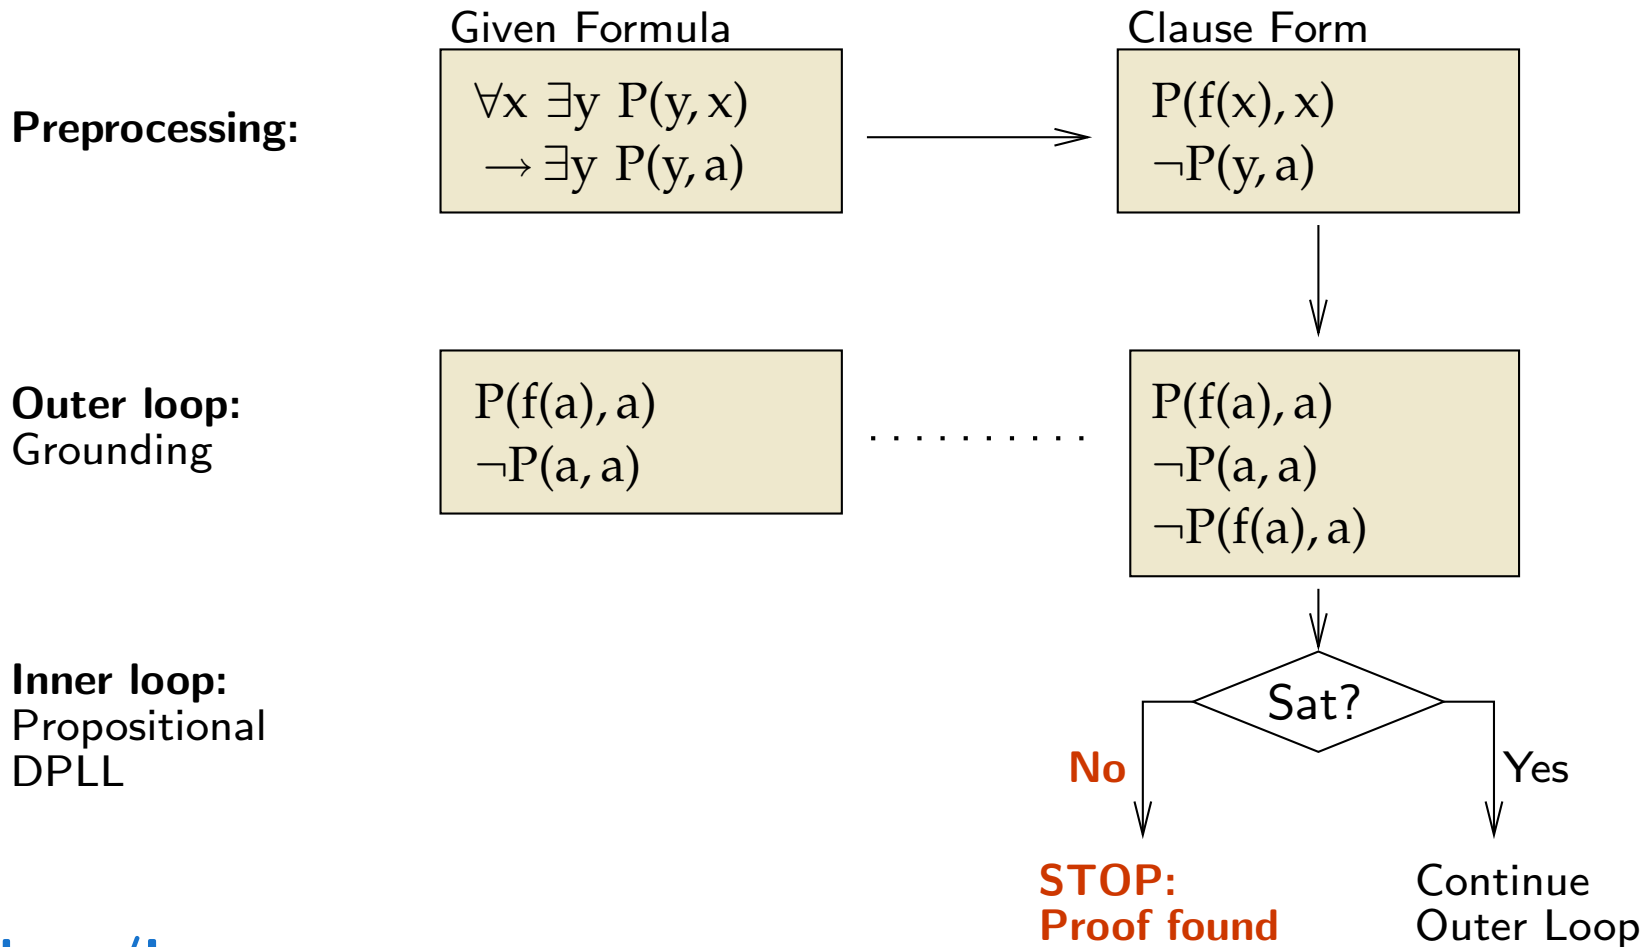 Given Formula
Clause Form
Preprocessing:
∀x ∃y P(y, x)
→ ∃y P(y, a)
P(f(x), x)
¬P(y, a)
Outer loop:
Grounding
P(f(a), a)
¬P(a, a)
..........
P(f(a), a)
¬P(a, a)
¬P(f(a), a)
Inner loop:
Propositional
DPLL
Sat?
No
Yes
STOP:
Proof found
Continue
Outer Loop